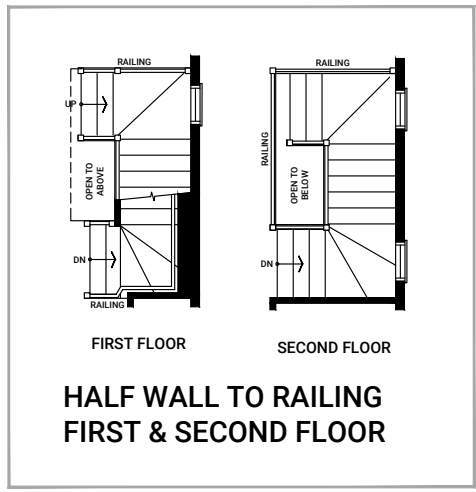 RAILING
UP
OPEN TO
ABOVE
DN
RAILING
FIRST FLOOR
RAILING
RAILING
OPEN TO
BELOW
DN
SECOND FLOOR
HALF WALL TO RAILING
FIRST & SECOND FLOOR